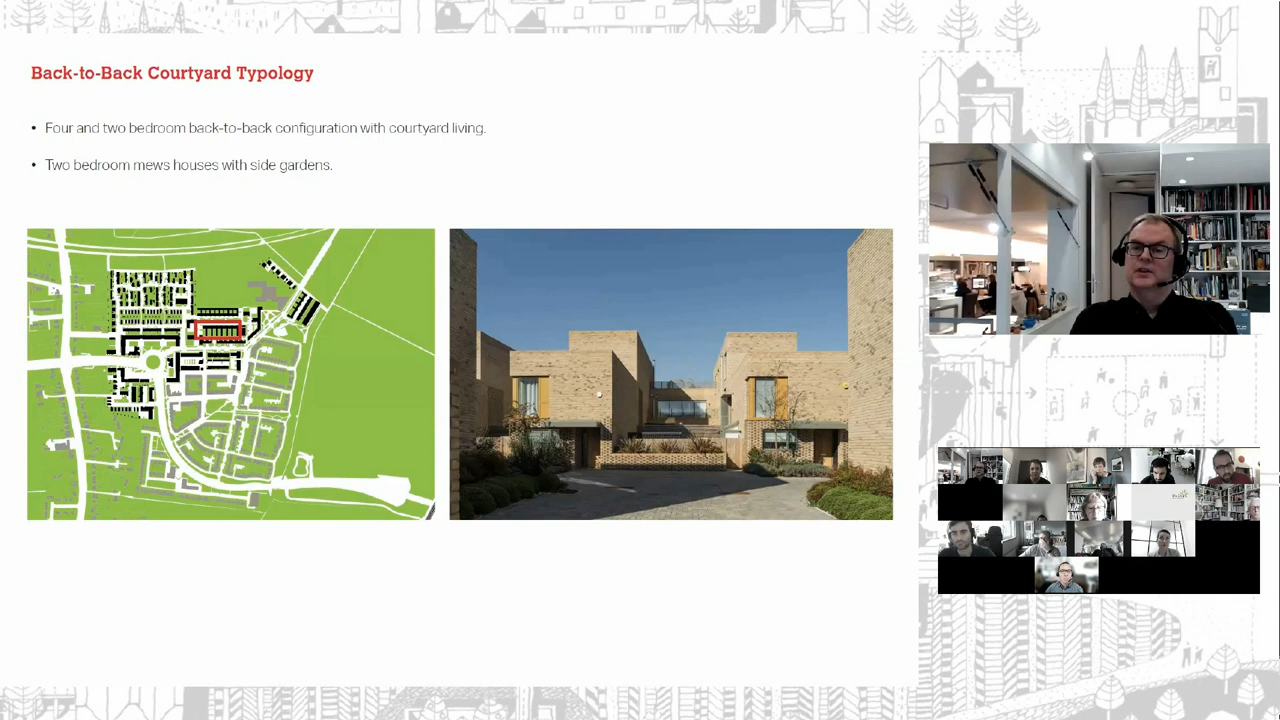 Back-to-Back Courtyard Typology
• Four and two bedroom back-to-back configuration with courtyard living.
• Two bedroom mews houses with side gardens.